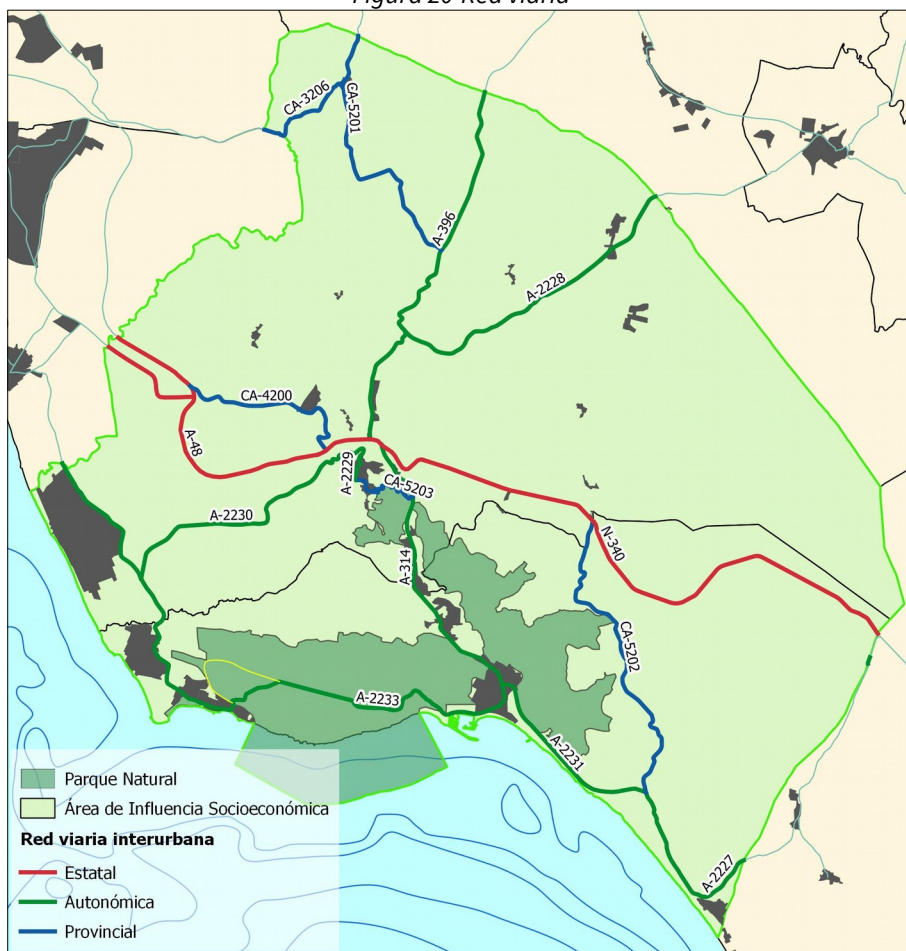 Figura 20 Red viaria
CA-3206
CA-5201
A-396
A-2228
CA-4200
A-48
A-2229
CA-5203
A-2230
N-340
A-314
CA-5202
A-2233
A-2231
A-2227
Parque Natural
Área de Influencia Socioeconómica
Red viaria interurbana
Estatal
Autonómica
Provincial